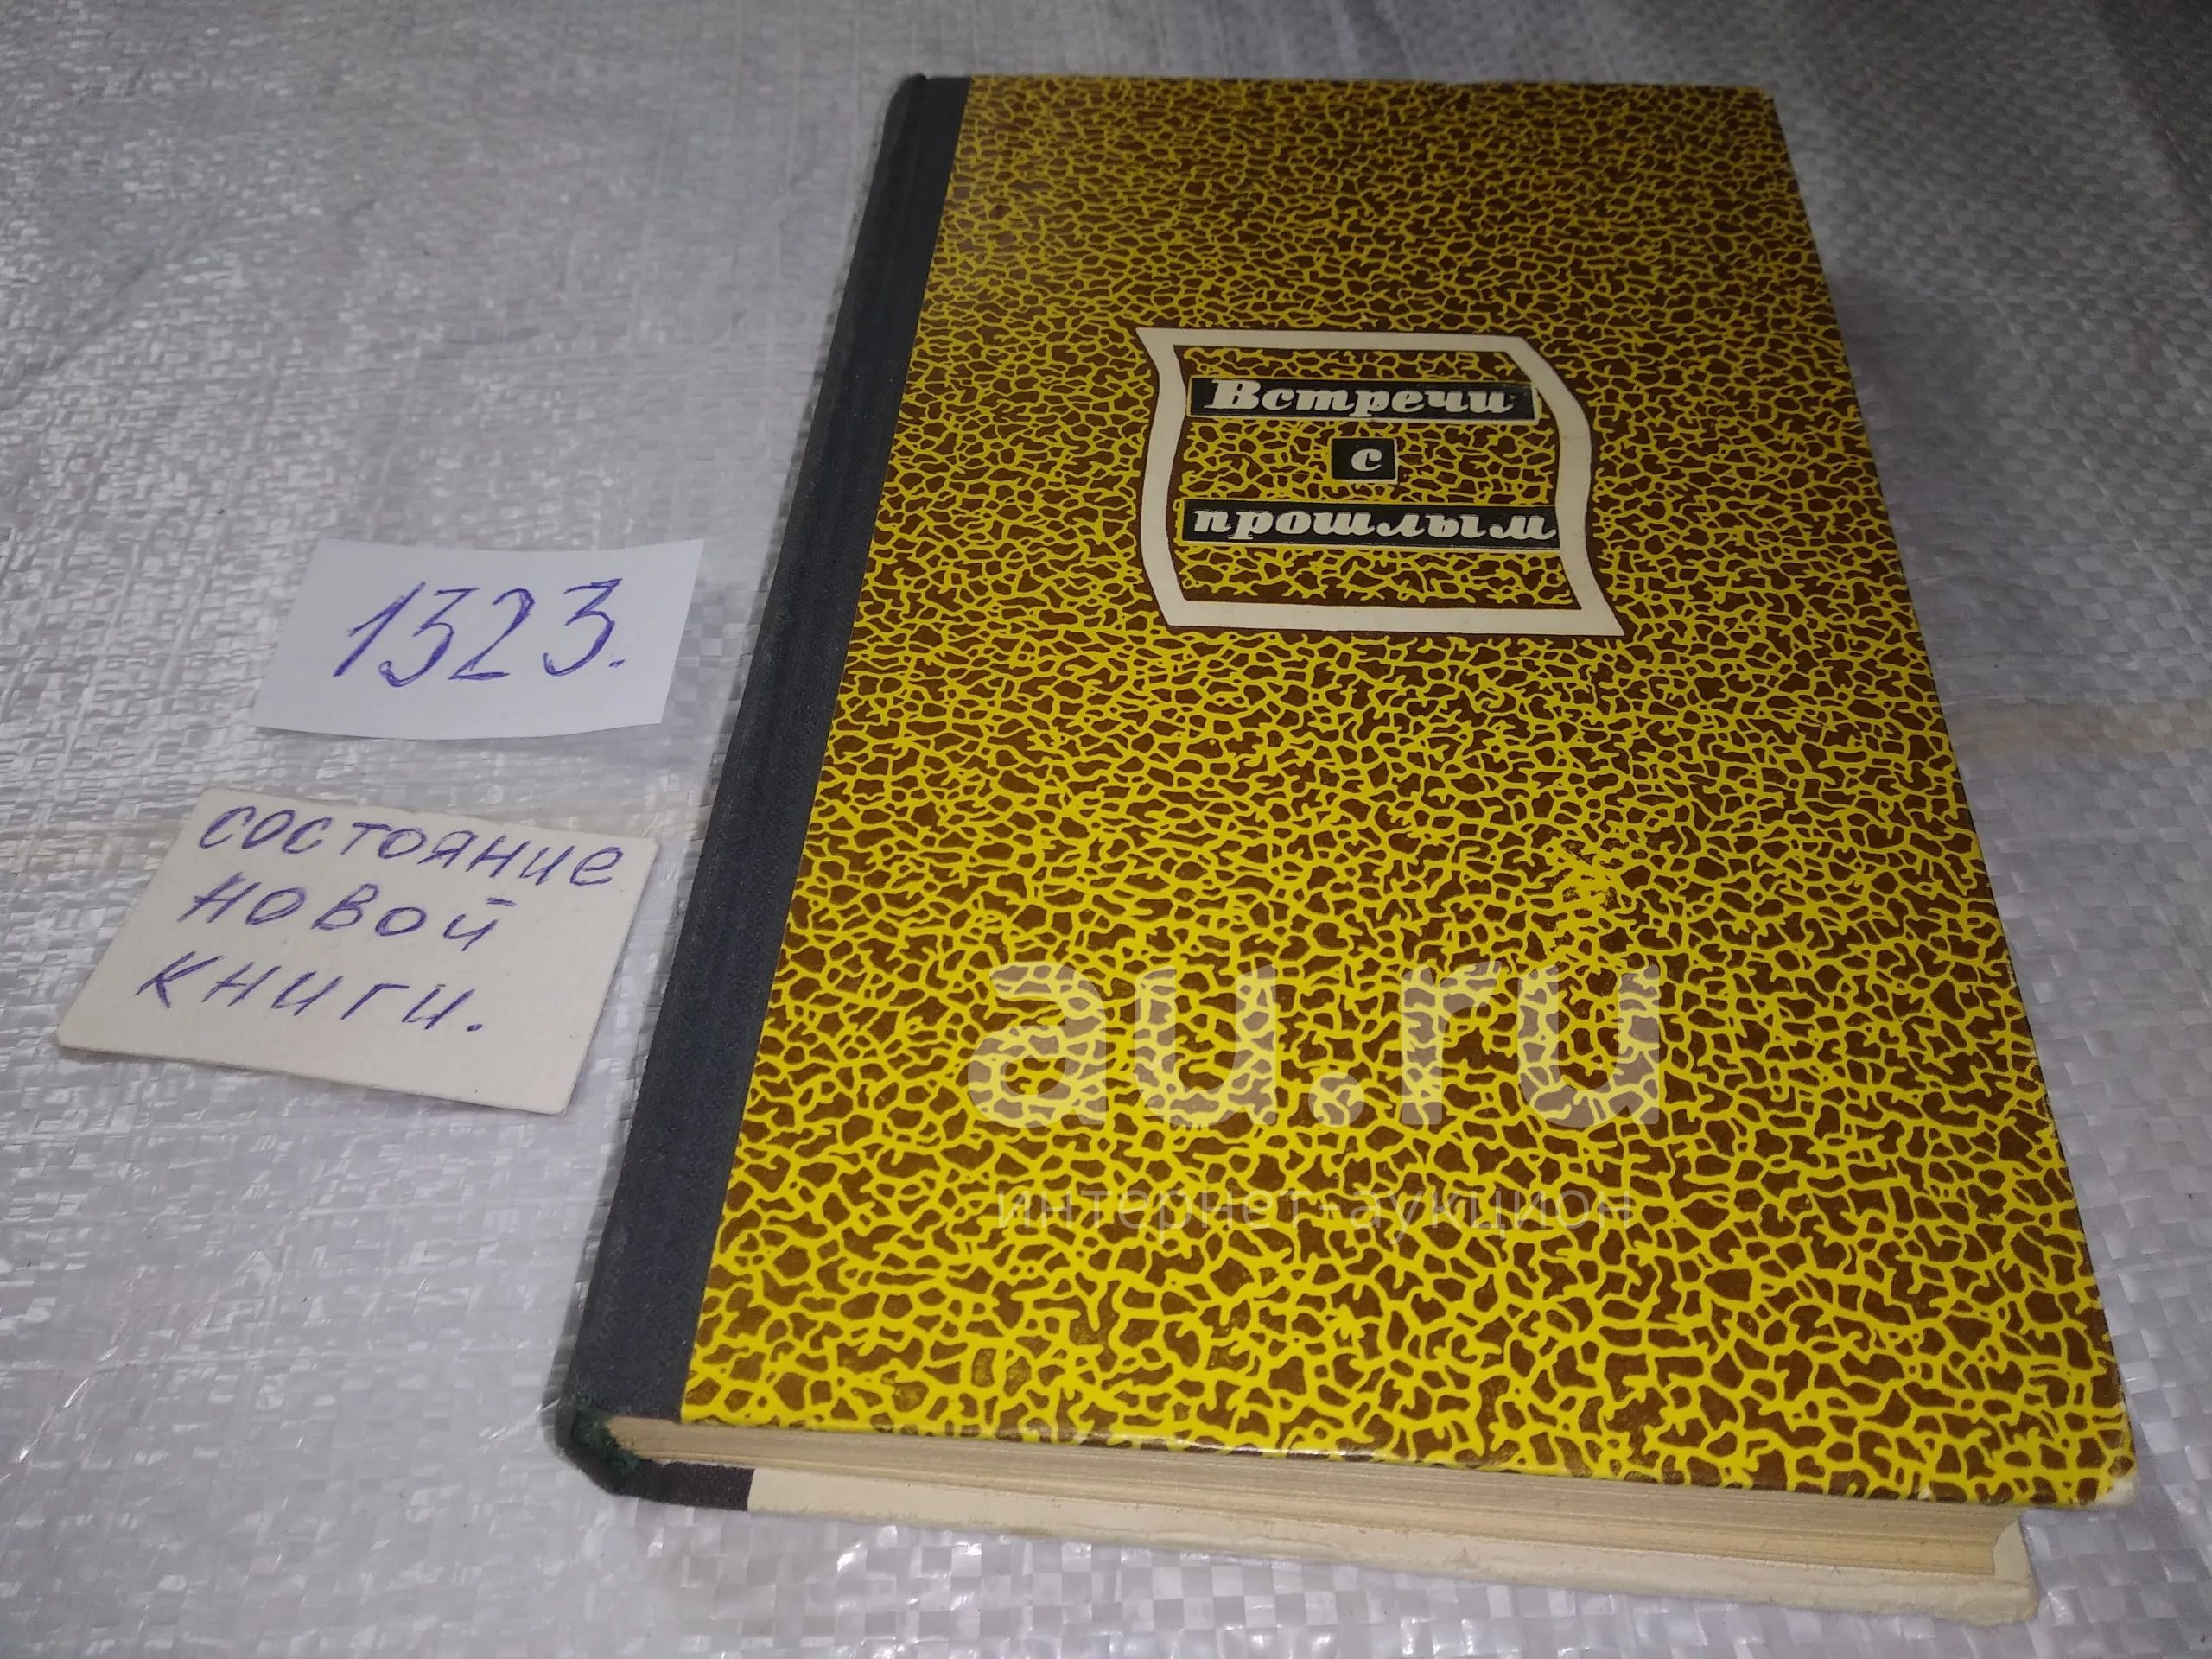 Встречи
с
прошлым
1323.
состояние
новой
книги.
au.ru
интернет-аукцион